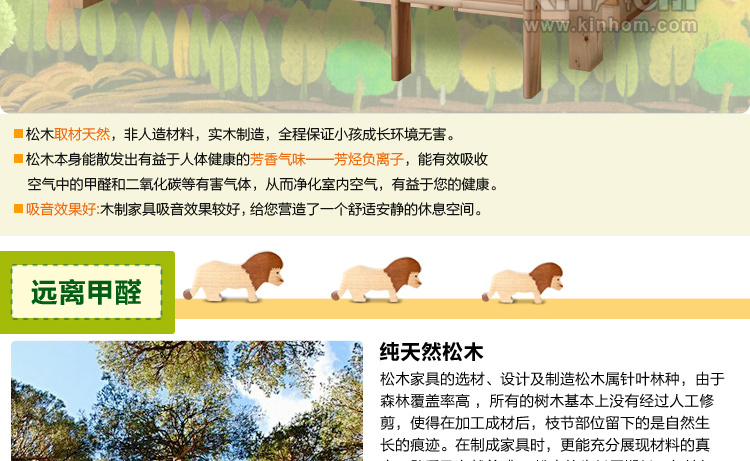 KINHOM
www.kinhom.com
松木取材天然，非人造材料，实木制造，全程保证小孩成长环境无害。
松木本身能散发出有益于人体健康的芳香气味——芳烃负离子，能有效吸收
空气中的甲醛和二氧化碳等有害气体，从而净化室内空气，有益于您的健康。
吸音效果好:木制家具吸音效果较好，给您营造了一个舒适安静的休息空间。
远离甲醛
纯天然松木
松木家具的选材、设计及制造松木属针叶林种，由于
森林覆盖率高 ，所有的树木基本上没有经过人工修
剪，使得在加工成材后，枝节部位留下的是自然生
长的痕迹。在制成家具时，更能充分展现材料的真